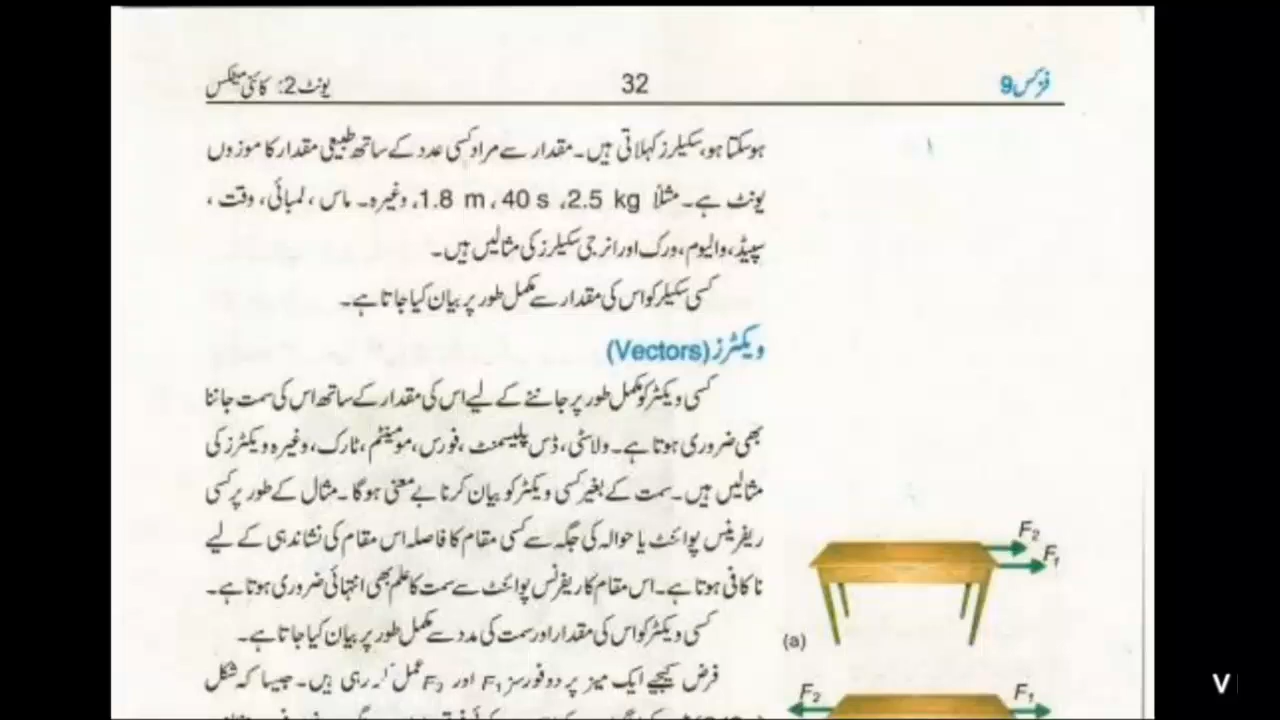 فزکس 9
32
یونٹ 2: کائنی میٹکس
ہو سکتا ہو، سکیلرز کہلاتی ہیں۔ مقدار سے مراد کسی عدد کے ساتھ طبیعی مقدار کا موزوں
یونٹ ہے۔ مثلاً 2.5 kg، 40 s، 1.8 m، وغیرہ۔ ماس، لمبائی، وقت،
سپیڈ، والیوم، ورک اور انرجی سکیلرز کی مثالیں ہیں۔
کسی سکیلر کو اس کی مقدار سے مکمل طور پر بیان کیا جاتا ہے۔
ویکٹرز (Vectors)
کسی ویکٹر کو مکمل طور پر جاننے کے لیے اس کی مقدار کے ساتھ اس کی سمت جاننا
بھی ضروری ہوتا ہے۔ ولاسٹی، ڈس پلیسمنٹ، فورس، مومینٹم، ٹارک، وغیرہ ویکٹرز کی
مثالیں ہیں۔ سمت کے بغیر کسی ویکٹر کو بیان کرنا بے معنی ہوگا۔ مثال کے طور پر کسی
ریفرینس پوائنٹ یا حوالہ کی جگہ سے کسی مقام کا فاصلہ اس مقام کی نشاندہی کے لیے
ناکافی ہوتا ہے۔ اس مقام کا ریفرنس پوائنٹ سے سمت کا علم بھی انتہائی ضروری ہوتا ہے۔
کسی ویکٹر کو اس کی مقدار اور سمت کی مدد سے مکمل طور پر بیان کیا جاتا ہے۔
فرض کیجیے ایک میز پر دو فورسز F₁ اور F₂ عمل کر رہی ہیں۔ جیسا کہ شکل
F₂
F₁
(a)
F₂
F₁
V